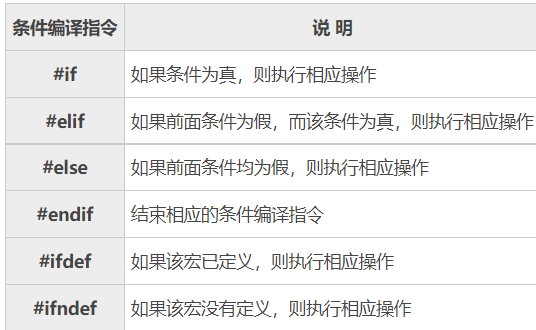 条件编译指令 说 明
#if 如果条件为真，则执行相应操作
#elif 如果前面条件为假，而该条件为真，则执行相应操作
#else 如果前面条件均为假，则执行相应操作
#endif 结束相应的条件编译指令
#ifdef 如果该宏已定义，则执行相应操作
#ifndef 如果该宏没有定义，则执行相应操作